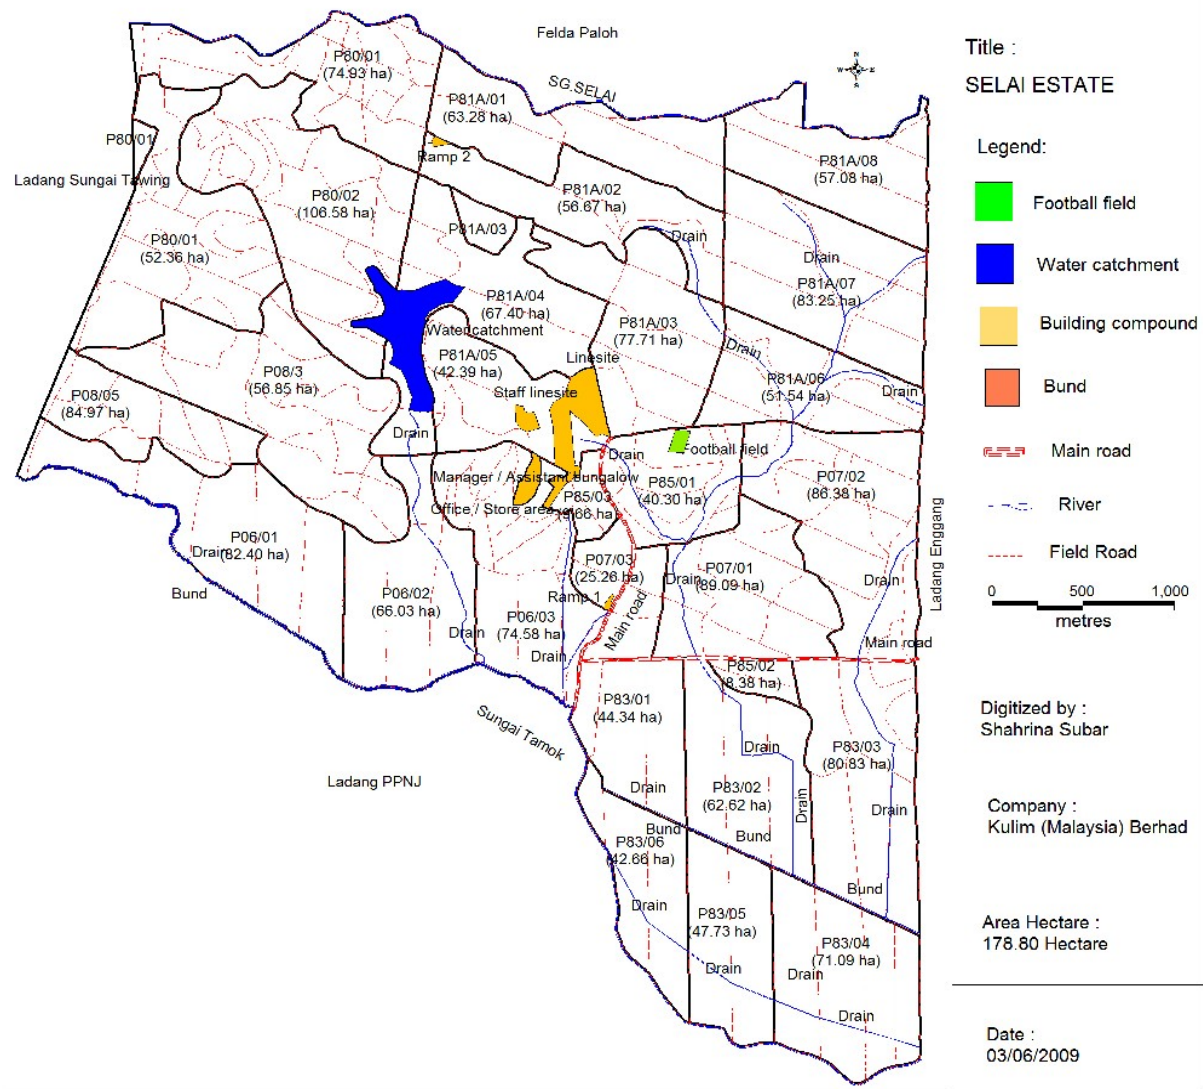 Felda Paloh
SG.SELAI
P80/01
(74.93 ha)
P81A/01
(63.28 ha)
Ramp 2
P80/01
Ladang Sungai Tawing
P80/02
(106.58 ha)
P81A/02
(56.67 ha)
P81A/08
(57.08 ha)
P81A/03
Drain
P80/01
(52.36 ha)
Drain
P81A/07
(83.25 ha)
P81A/04
(67.40 ha)
Water catchment
P81A/03
(77.71 ha)
Drain
P81A/05
(42.39 ha)
Linesite
P08/3
(56.85 ha)
P08/05
(84.97 ha)
Staff linesite
P81A/06
(51.54 ha)
Drain
Drain
Drain
Football field
Manager / Assistant bungalow
P85/01
(40.30 ha)
P07/02
(86.38 ha)
Office / Store area
P85/03
(9.66 ha)
P06/01
(82.40 ha)
Drain
Bund
P06/02
(66.03 ha)
P07/03
(25.26 ha)
Ramp 1
Drain
P07/01
(89.09 ha)
Drain
Ladang Enggang
P06/03
(74.58 ha)
Drain
Drain
Main road
Main road
P85/02
(8.38 ha)
Sungai Tamok
P83/01
(44.34 ha)
Ladang PPNJ
Drain
P83/03
(80.83 ha)
Drain
P83/02
(62.62 ha)
Drain
Drain
Bund
Bund
P83/06
(42.66 ha)
Bund
Drain
P83/05
(47.73 ha)
P83/04
(71.09 ha)
Drain
Drain
Drain
N
W
E
S
Title :
SELAI ESTATE
Legend:
Football field
Water catchment
Building compound
Bund
Main road
River
Field Road
0 500 1,000
metres
Digitized by :
Shahrina Subar
Company :
Kulim (Malaysia) Berhad
Area Hectare :
178.80 Hectare
Date :
03/06/2009